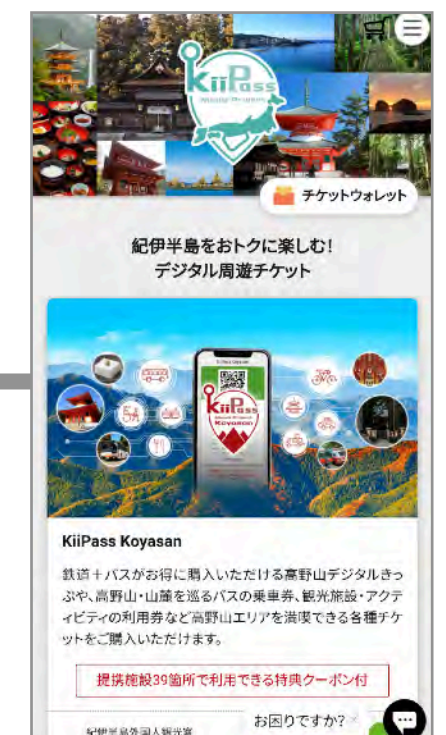 KiiPass
チケットウォレット
紀伊半島をおトクに楽しむ!
デジタル周遊チケット
KiiPass
Koyasan
KiiPass Koyasan
鉄道+バスがお得に購入いただける高野山デジタルきっ
ぷや、高野山・山麓を巡るバスの乗車券、観光施設・アクテ
ィビティの利用券など高野山エリアを満喫できる各種チケ
ットをご購入いただけます。
提携施設39箇所で利用できる特典クーポン付
お困りですか?